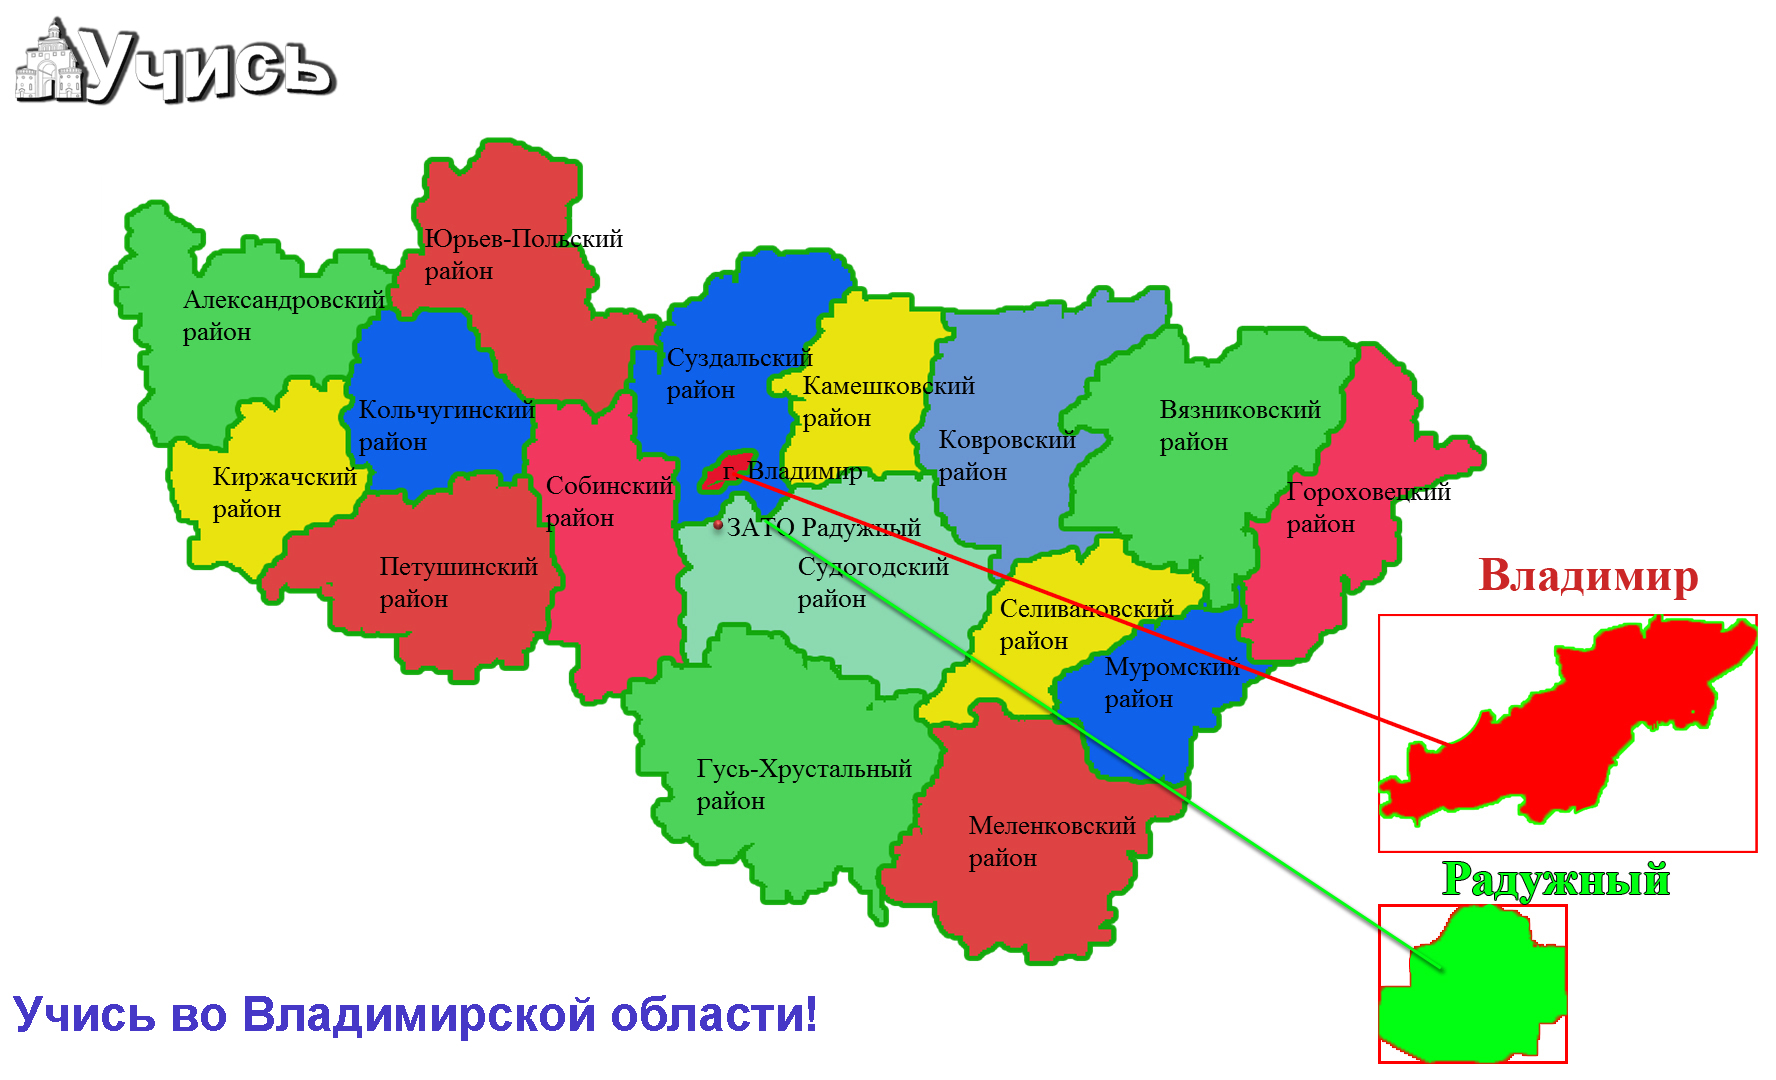 Учись
Юрьев-Польский
район
Александровский
район
Суздальский
район
Камешковский
район
Кольчугинский
район
Вязниковский
район
Ковровский
район
Киржачский
район
г. Владимир
Собинский
район
Гороховецкий
район
ЗАТО Радужный
Петушинский
район
Судогодский
район
Владимир
Селивановский
район
Муромский
район
Гусь-Хрустальный
район
Меленковский
район
Радужный
Учись во Владимирской области!